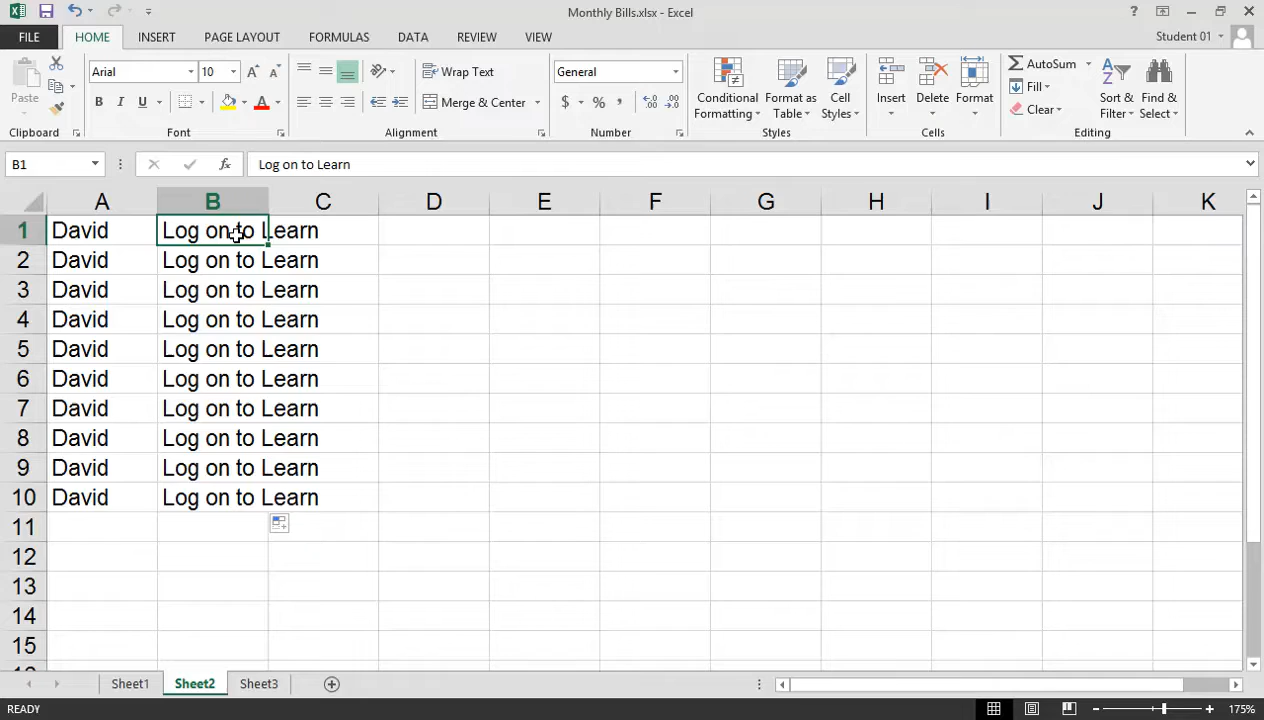 Monthly Bills.xlsx - Excel
?
FILE HOME INSERT PAGE LAYOUT FORMULAS DATA REVIEW VIEW Student 01
Paste
Clipboard
Arial 10
B I U A
Font
Wrap Text
Merge & Center
Alignment
General
$ % ,
Number
Conditional Formatting
Format as Table
Cell Styles
Styles
Insert Delete Format
Cells
AutoSum
Fill
Clear
Sort & Filter
Find & Select
Editing
B1 fx Log on to Learn
A B C D E F G H I J K
1 David Log on to Learn
2 David Log on to Learn
3 David Log on to Learn
4 David Log on to Learn
5 David Log on to Learn
6 David Log on to Learn
7 David Log on to Learn
8 David Log on to Learn
9 David Log on to Learn
10 David Log on to Learn
11
12
13
14
15
Sheet1 Sheet2 Sheet3
READY 175%